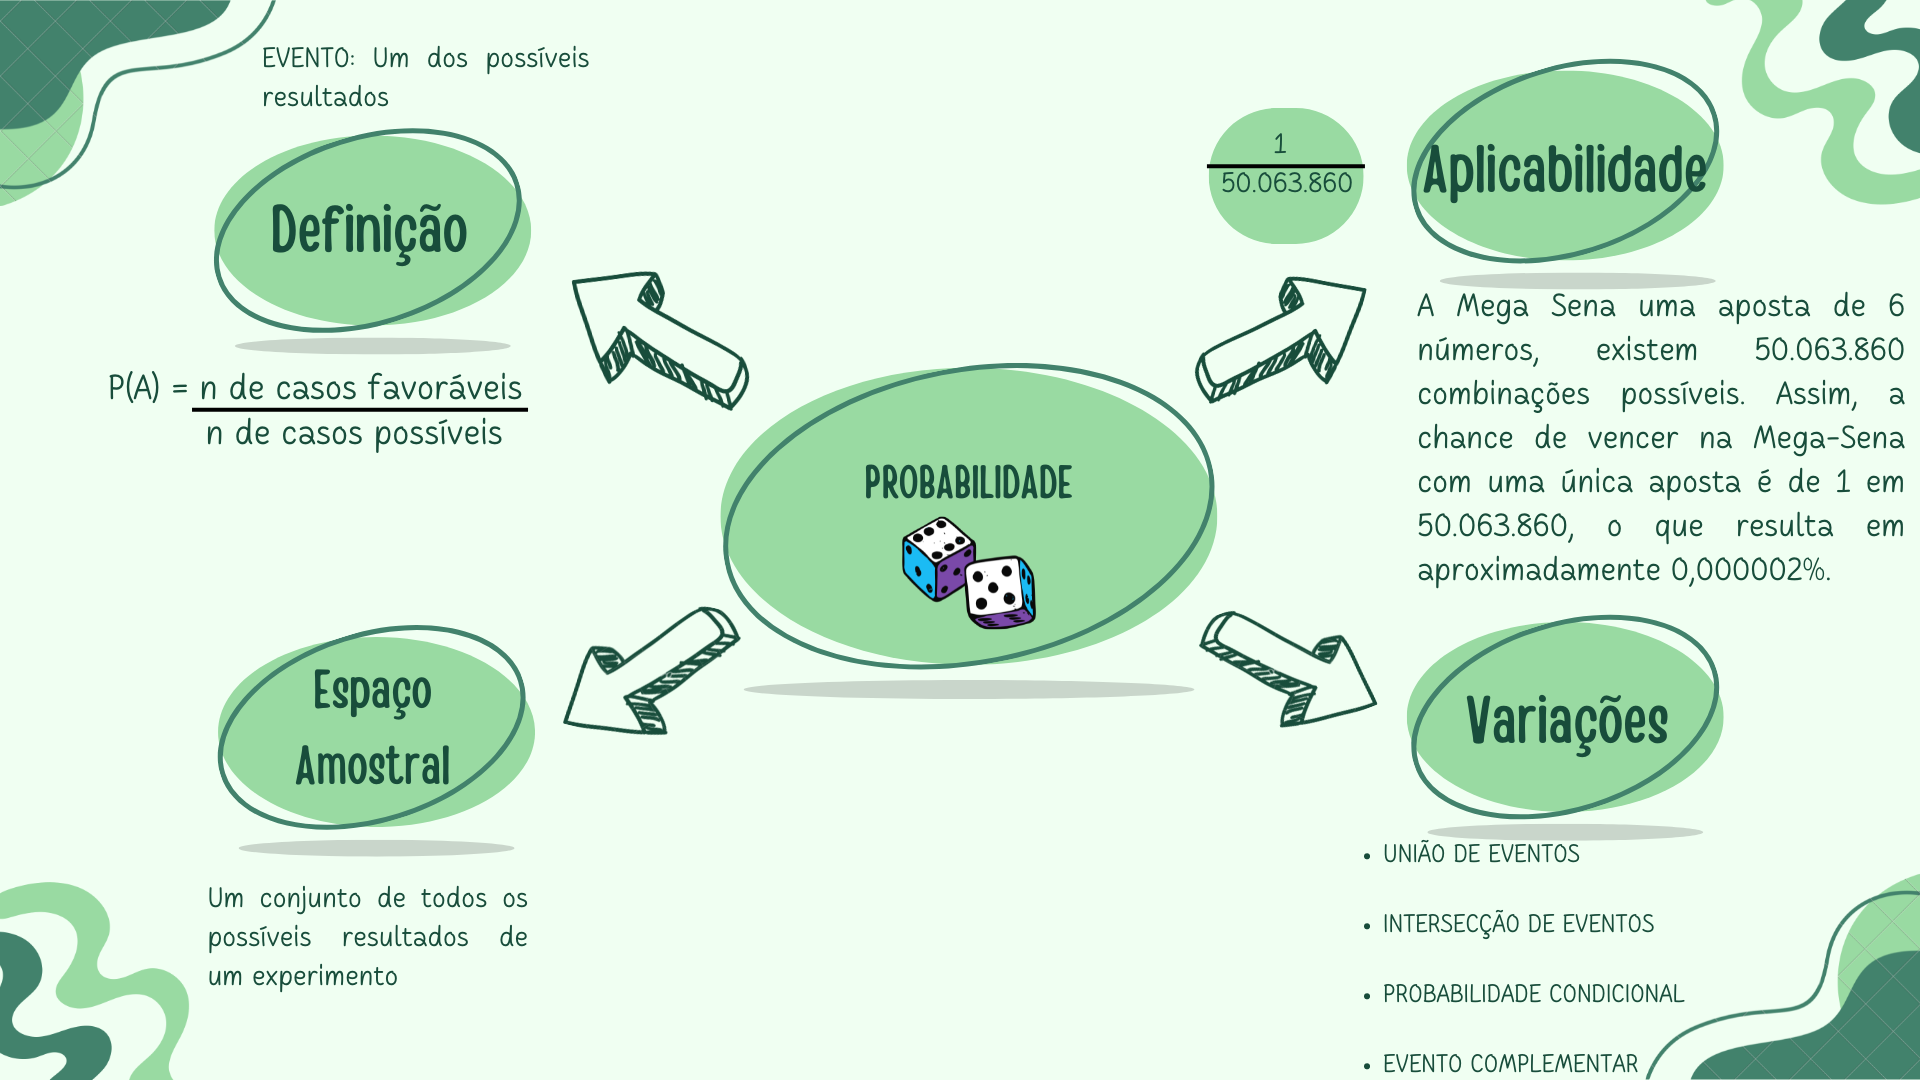 EVENTO: Um dos possíveis
resultados
Definição
P(A) = n de casos favoráveis
n de casos possíveis
PROBABILIDADE
1
50.063.860
Aplicabilidade
A Mega Sena uma aposta de 6
números, existem 50.063.860
combinações possíveis. Assim, a
chance de vencer na Mega-Sena
com uma única aposta é de 1 em
50.063.860, o que resulta em
aproximadamente 0,000002%.
Espaço
Amostral
Um conjunto de todos os
possíveis resultados de
um experimento
Variações
• UNIÃO DE EVENTOS
• INTERSECÇÃO DE EVENTOS
• PROBABILIDADE CONDICIONAL
• EVENTO COMPLEMENTAR